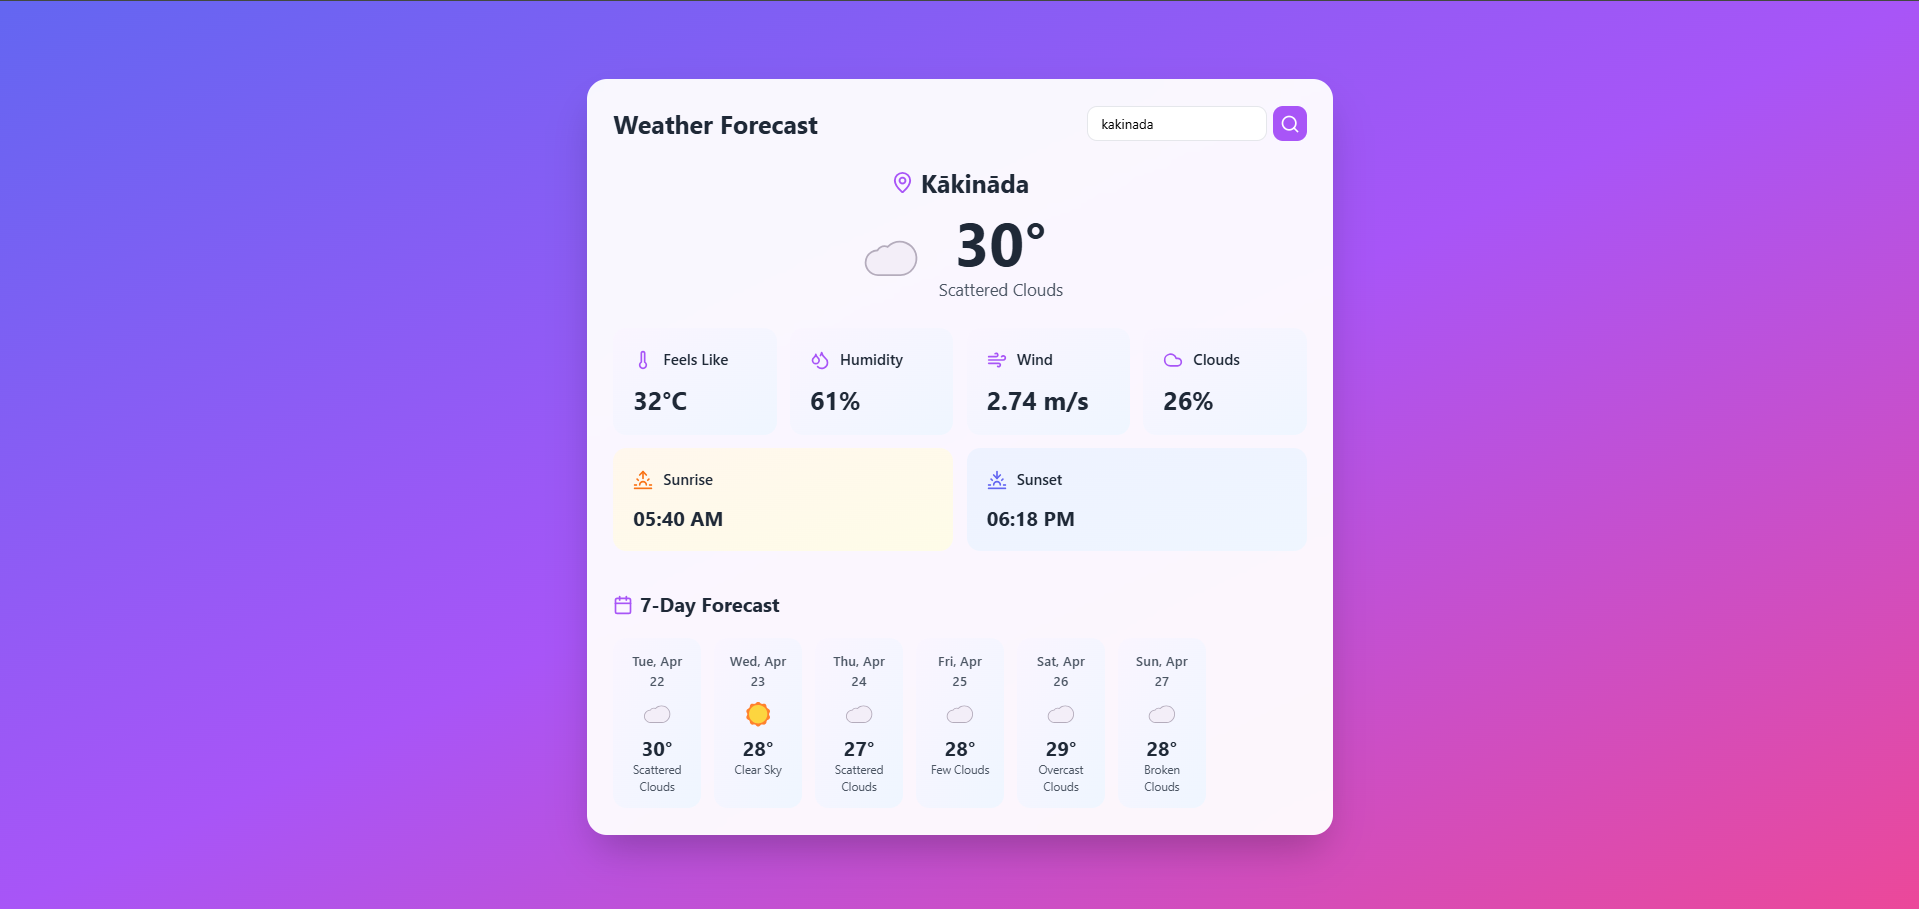 Weather Forecast
kakinada
Kākināda
30°
Scattered Clouds
Feels Like
32°C
Humidity
61%
Wind
2.74 m/s
Clouds
26%
Sunrise
05:40 AM
Sunset
06:18 PM
7-Day Forecast
Tue, Apr
22
30°
Scattered
Clouds
Wed, Apr
23
28°
Clear Sky
Thu, Apr
24
27°
Scattered
Clouds
Fri, Apr
25
28°
Few Clouds
Sat, Apr
26
29°
Overcast
Clouds
Sun, Apr
27
28°
Broken
Clouds